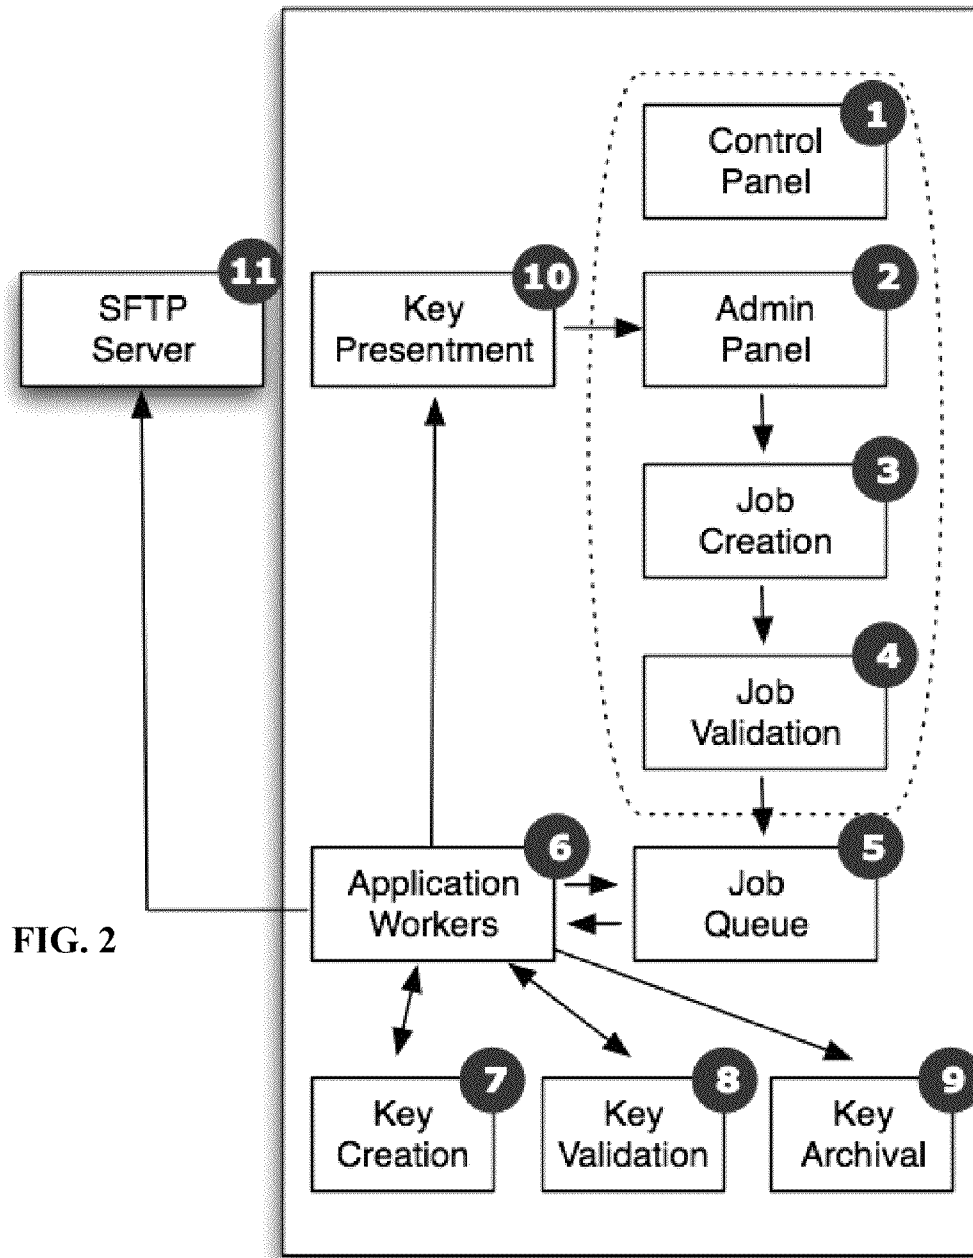 1
Control
Panel
11
SFTP
Server
10
Key
Presentment
2
Admin
Panel
3
Job
Creation
4
Job
Validation
6
Application
Workers
5
Job
Queue
FIG. 2
7
Key
Creation
8
Key
Validation
9
Key
Archival